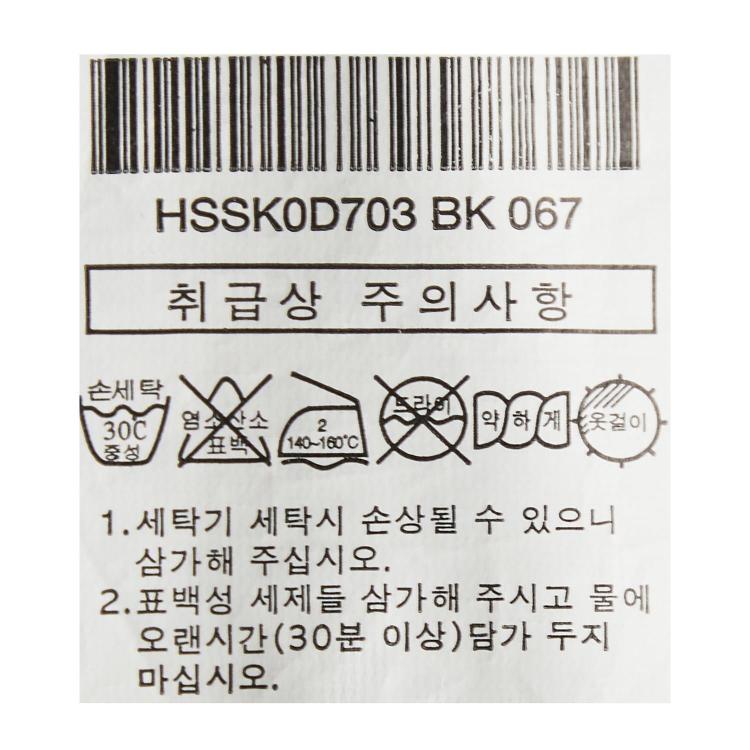 HSSK0D703 BK 067
취급상 주의사항
손세탁
30℃
중성
염소산소
표백
2
140~160℃
드라이
약하게
옷걸이
1.세탁기 세탁시 손상될 수 있으니
삼가해 주십시오.
2.표백성 세제들 삼가해 주시고 물에
오랜시간(30분 이상)담가 두지
마십시오.